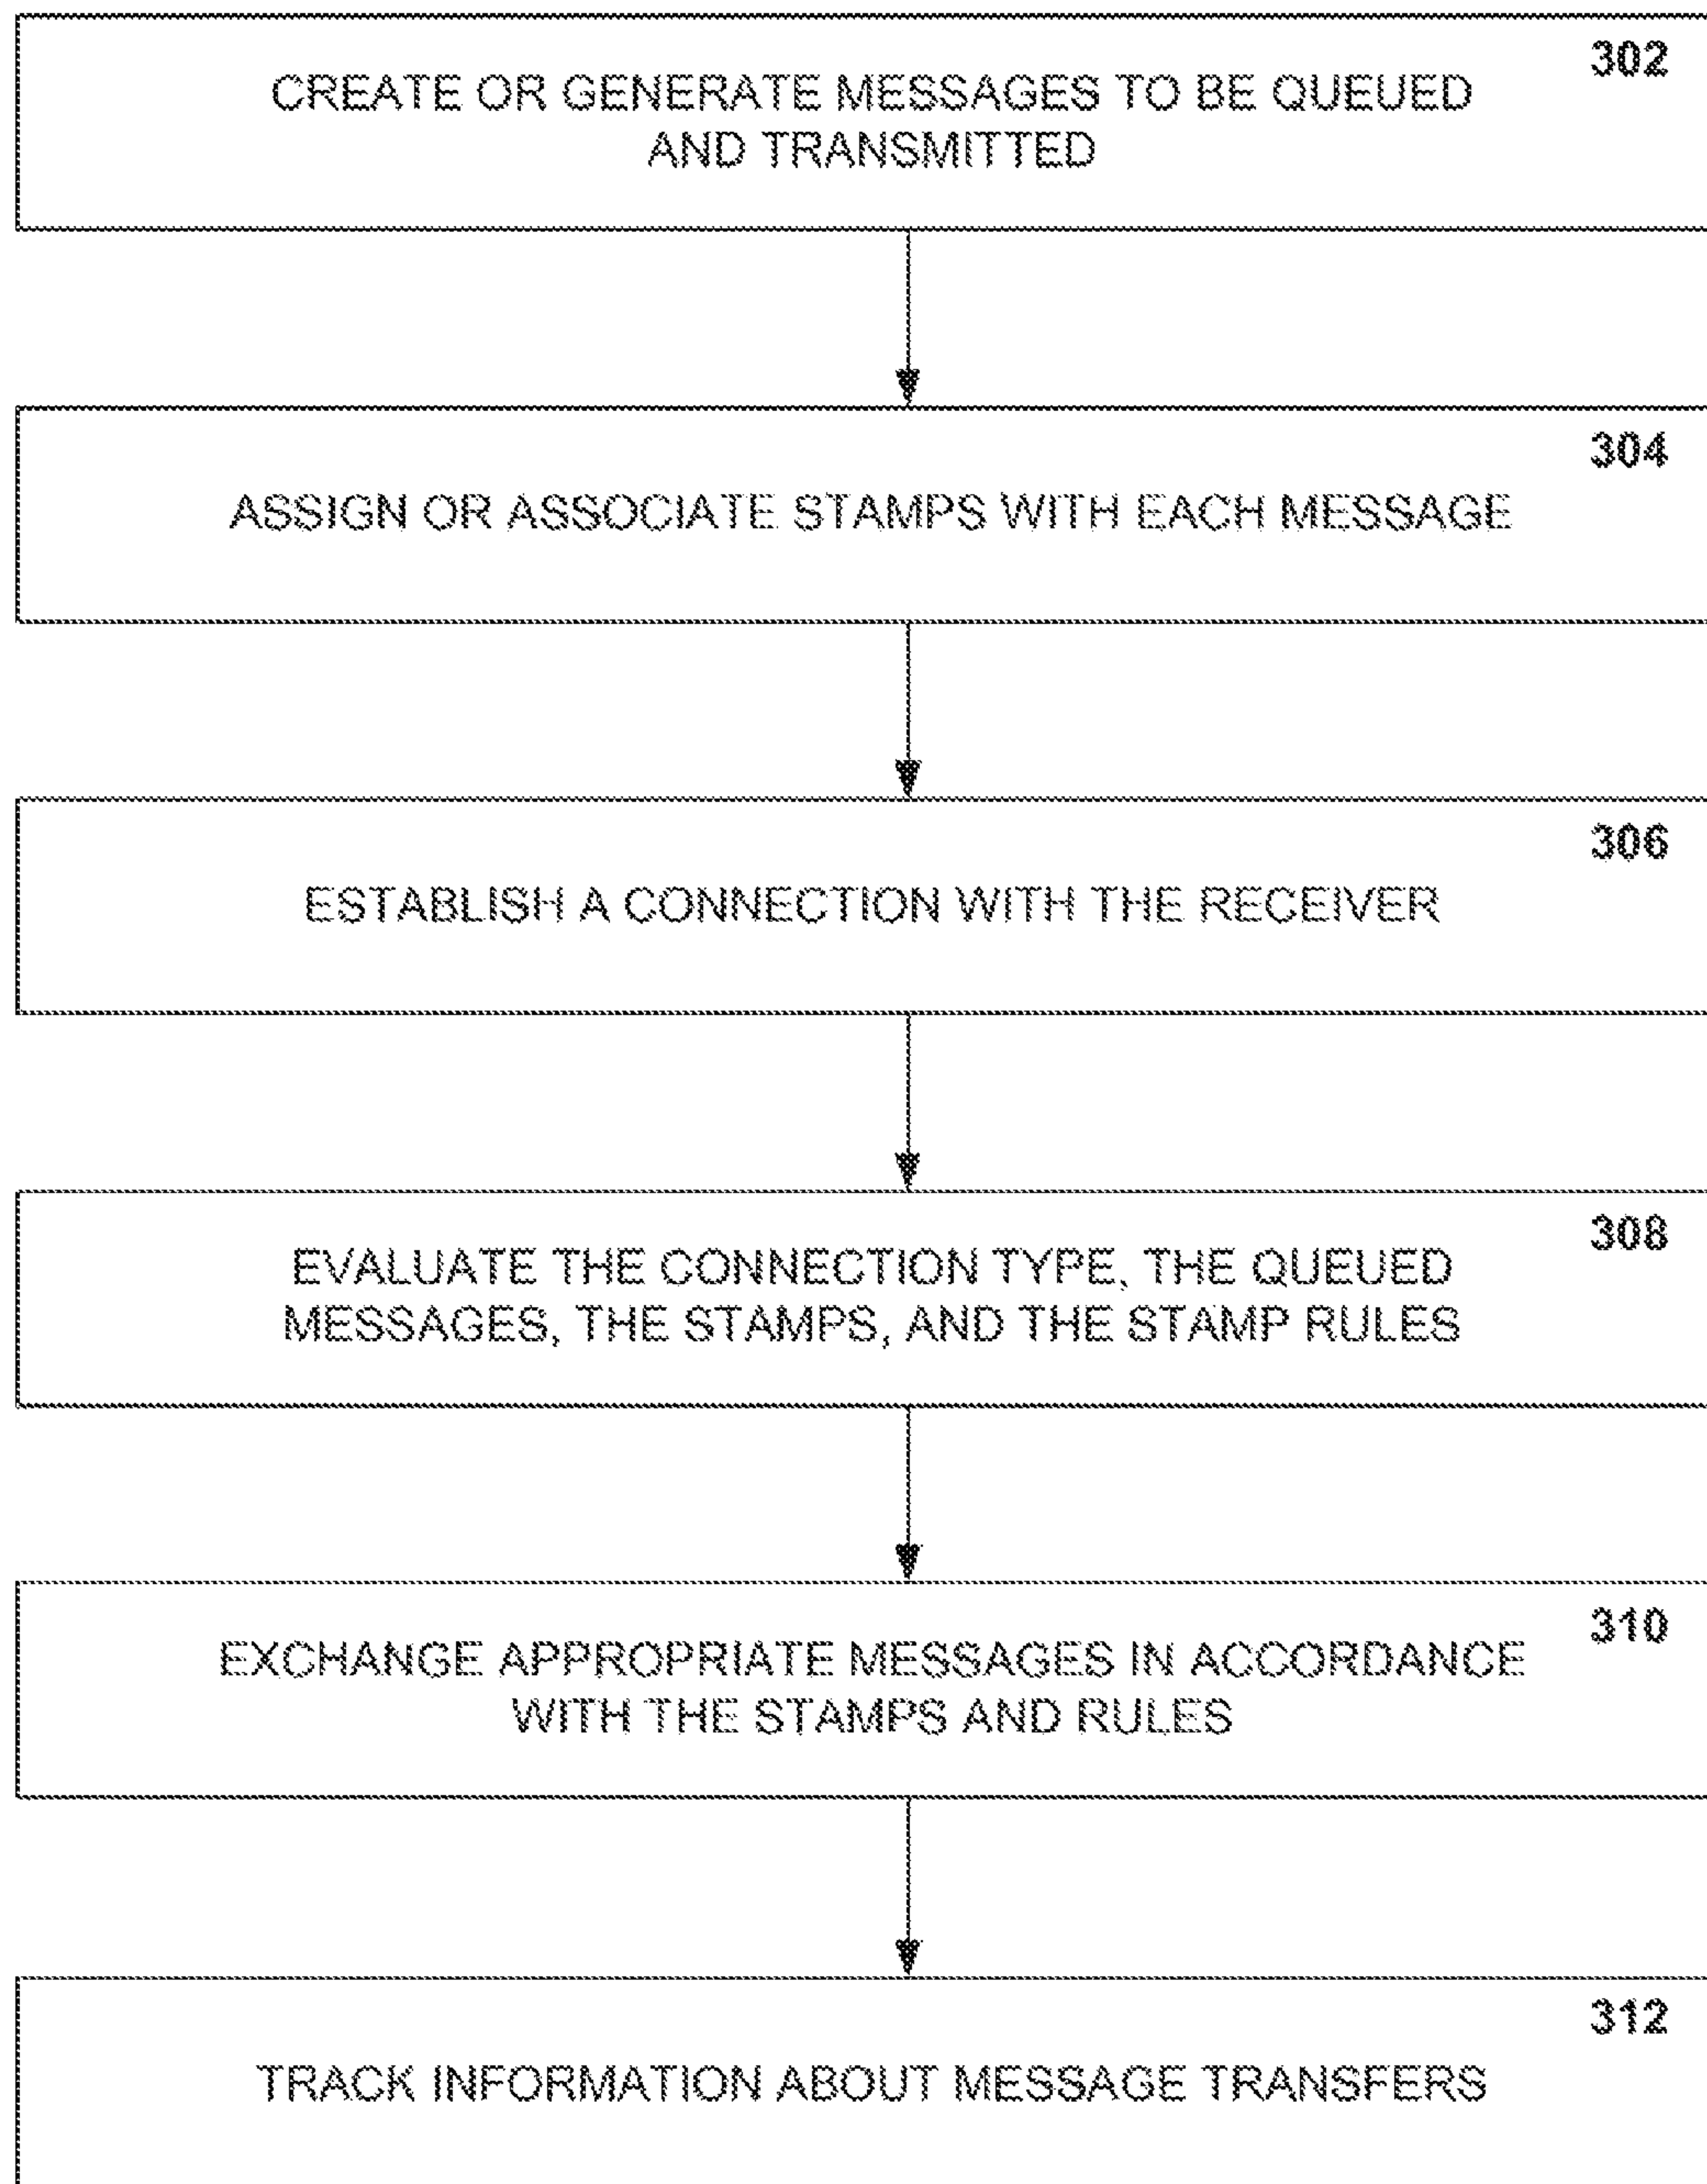 302
CREATE OR GENERATE MESSAGES TO BE QUEUED
AND TRANSMITTED
304
ASSIGN OR ASSOCIATE STAMPS WITH EACH MESSAGE
306
ESTABLISH A CONNECTION WITH THE RECEIVER
308
EVALUATE THE CONNECTION TYPE, THE QUEUED
MESSAGES, THE STAMPS, AND THE STAMP RULES
310
EXCHANGE APPROPRIATE MESSAGES IN ACCORDANCE
WITH THE STAMPS AND RULES
312
TRACK INFORMATION ABOUT MESSAGE TRANSFERS